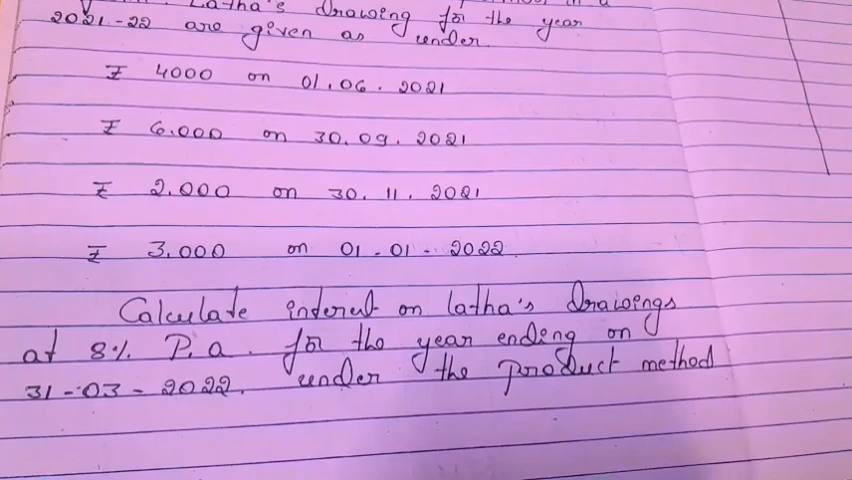 Latha's drawing for the year
2021-22 are given as under
₹ 4000 on 01.06.2021
₹ 6.000 on 30.09.2021
₹ 2.000 on 30.11.2021
₹ 3.000 on 01-01-2022
Calculate interest on latha's drawings
at 8% P.a. for the year ending on
31-03-2022. under the Product method